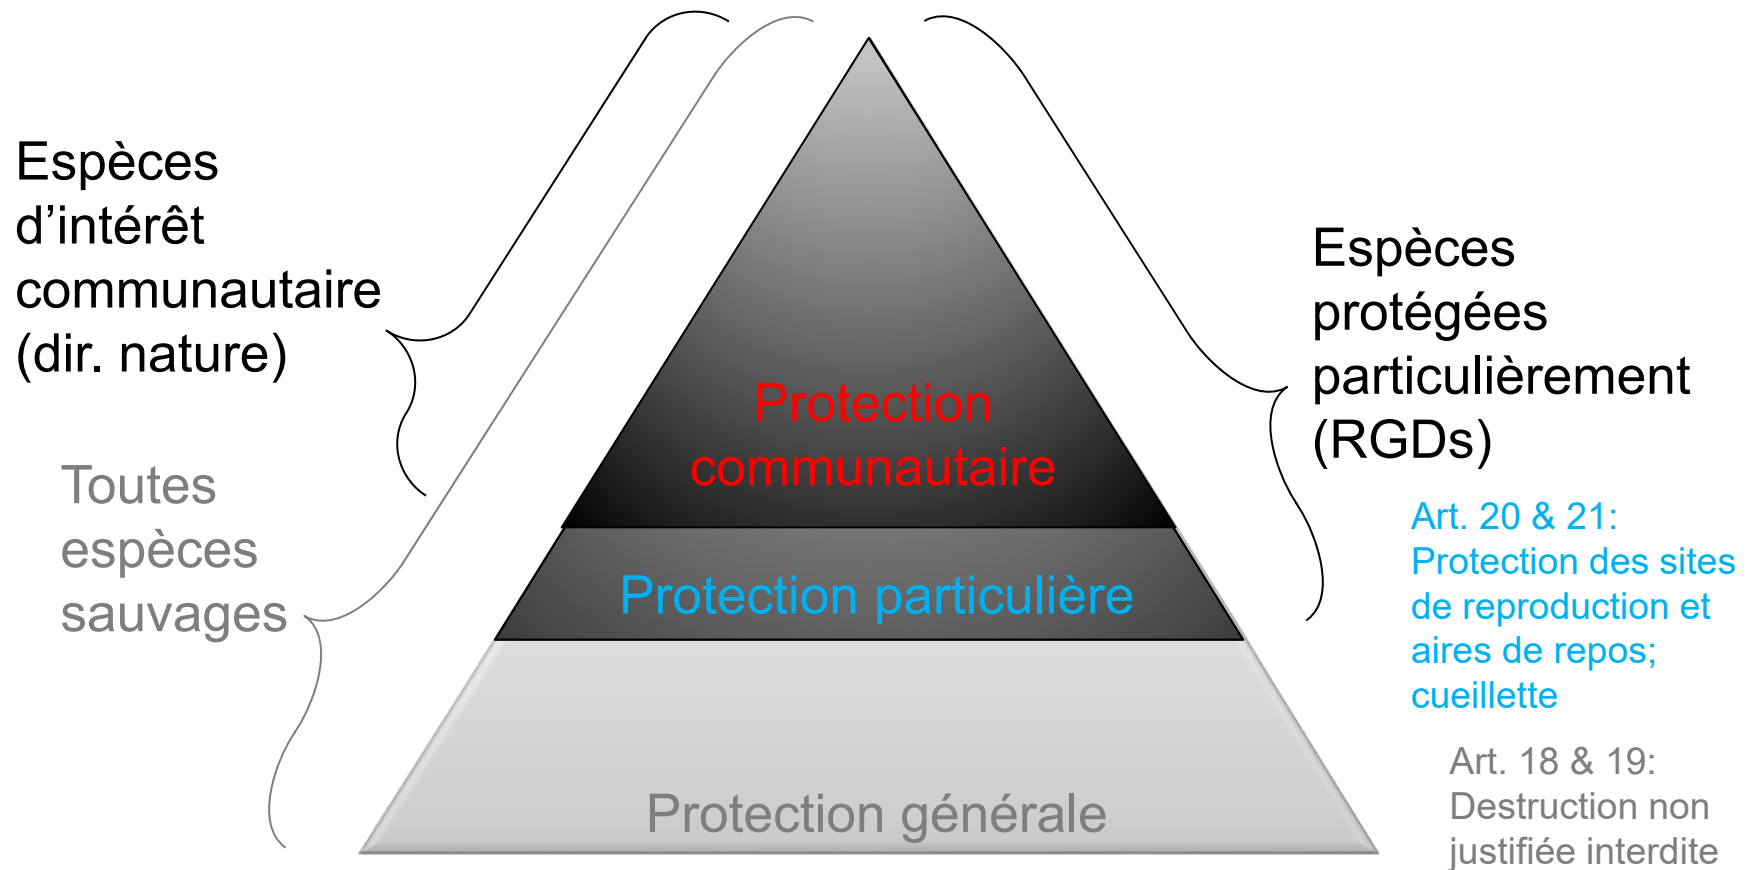 Espèces
d’intérêt
communautaire
(dir. nature)
Toutes
espèces
sauvages
Protection
communautaire
Protection particulière
Protection générale
Espèces
protégées
particulièrement
(RGDs)
Art. 20 & 21:
Protection des sites
de reproduction et
aires de repos;
cueillette
Art. 18 & 19:
Destruction non
justifiée interdite